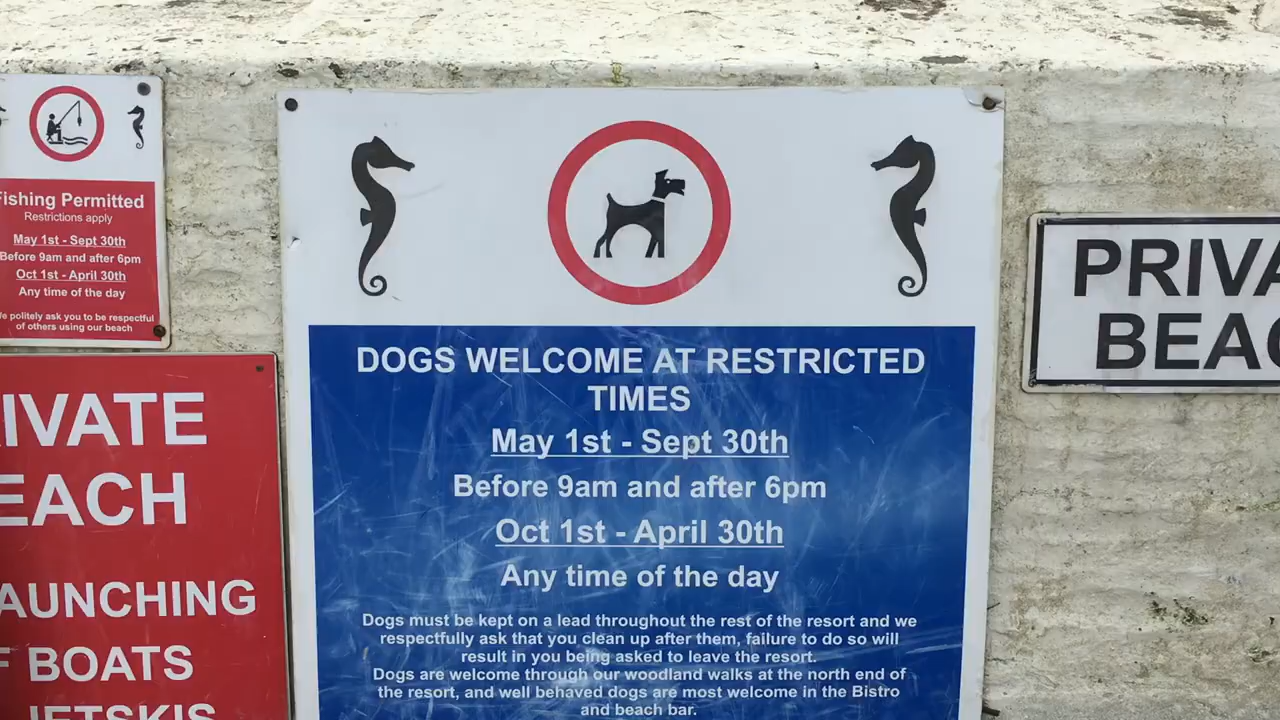 Fishing Permitted
Restrictions apply
May 1st - Sept 30th
Before 9am and after 6pm
Oct 1st - April 30th
Any time of the day
We politely ask you to be respectful
of others using our beach
PRIVATE
BEACH
LAUNCHING
OF BOATS
JETSKIS
DOGS WELCOME AT RESTRICTED
TIMES
May 1st - Sept 30th
Before 9am and after 6pm
Oct 1st - April 30th
Any time of the day
Dogs must be kept on a lead throughout the rest of the resort and we
respectfully ask that you clean up after them, failure to do so will
result in you being asked to leave the resort.
Dogs are welcome through our woodland walks at the north end of
the resort, and well behaved dogs are most welcome in the Bistro
and beach bar.
PRIVA
BEAC